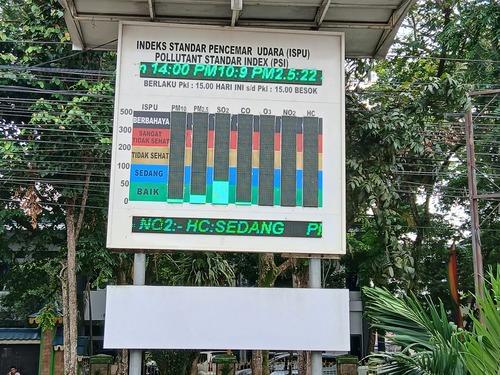 INDEKS STANDAR PENCEMAR UDARA (ISPU)
POLLUTANT STANDAR INDEX (PSI)
14:00 PM10:9 PM2.5:22
BERLAKU Pkl : 15.00 HARI INI s/d Pkl : 15.00 BESOK
ISPU PM10 PM2,5 SO2 CO O3 NO2 HC
500
BERBAHAYA
300
SANGAT TIDAK SEHAT
200
TIDAK SEHAT
100
SEDANG
50
BAIK
0
NO2:- HC:SEDANG